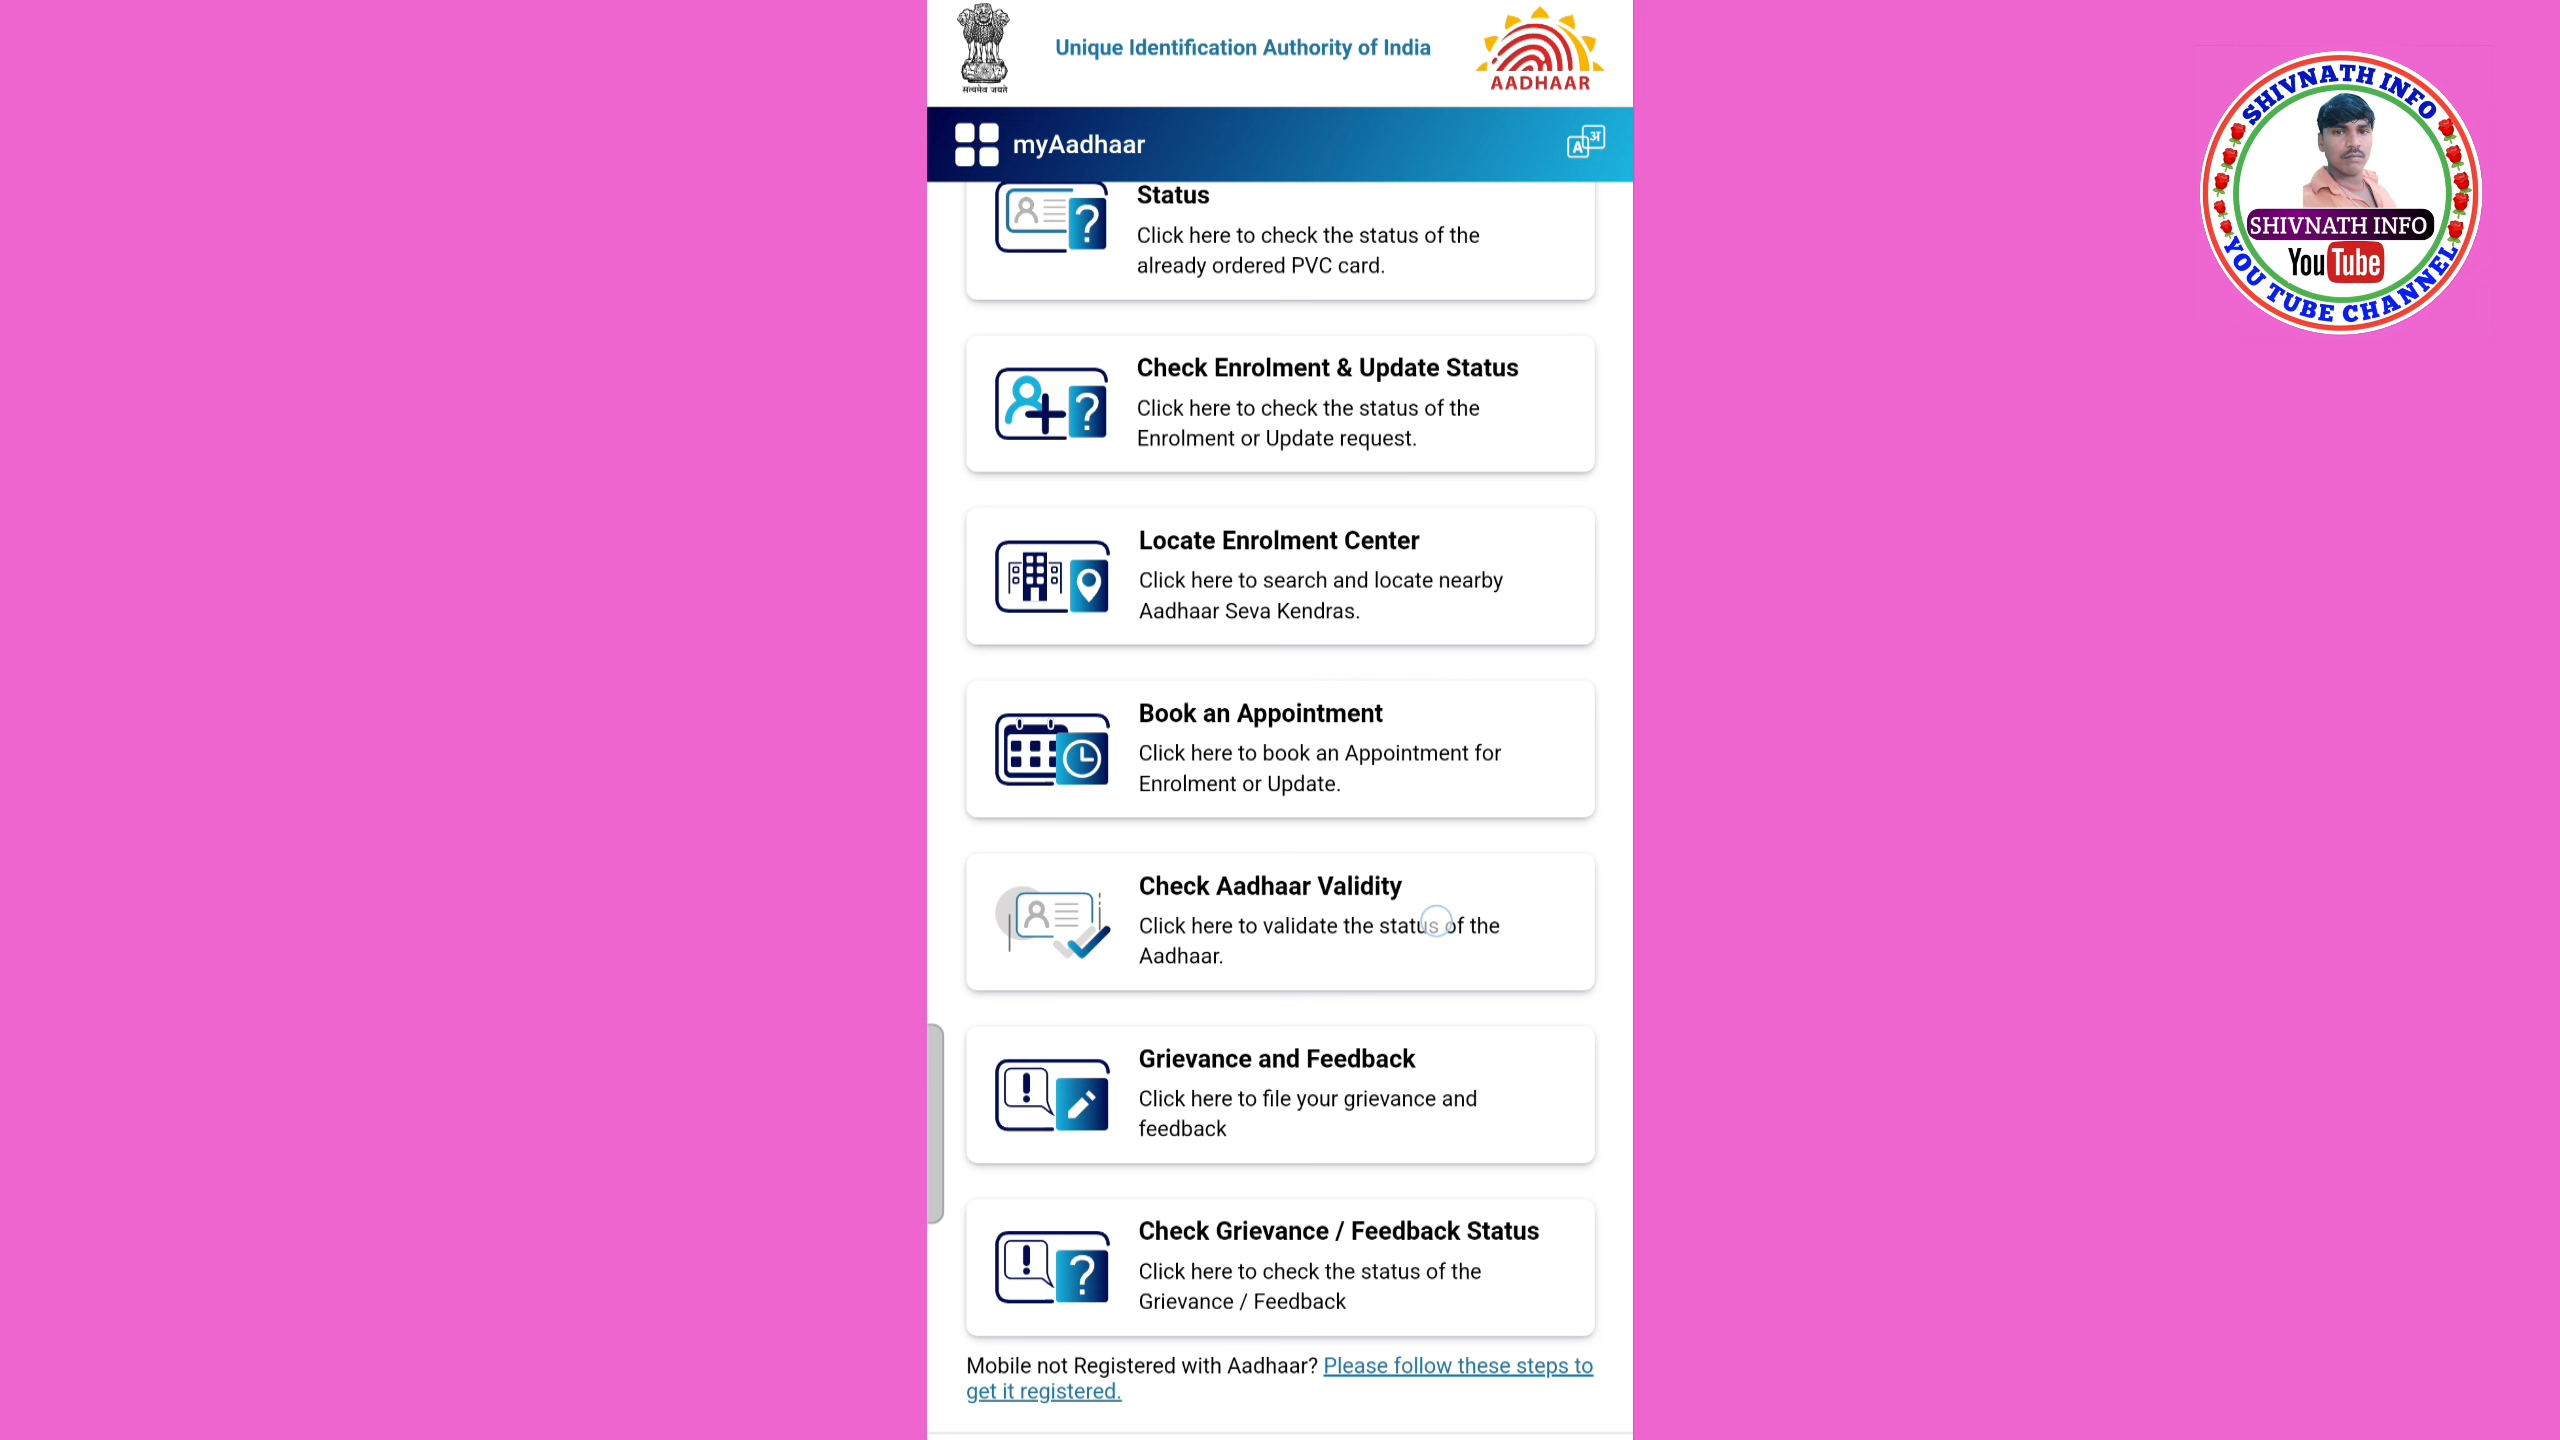 सत्यमेव जयते
Unique Identification Authority of India
AADHAAR
myAadhaar
A अ
Status
Click here to check the status of the
already ordered PVC card.
Check Enrolment & Update Status
Click here to check the status of the
Enrolment or Update request.
Locate Enrolment Center
Click here to search and locate nearby
Aadhaar Seva Kendras.
Book an Appointment
Click here to book an Appointment for
Enrolment or Update.
Check Aadhaar Validity
Click here to validate the status of the
Aadhaar.
Grievance and Feedback
Click here to file your grievance and
feedback
Check Grievance / Feedback Status
Click here to check the status of the
Grievance / Feedback
Mobile not Registered with Aadhaar? Please follow these steps to
get it registered.
SHIVNATH INFO
SHIVNATH INFO
YouTube
YOU TUBE CHANNEL